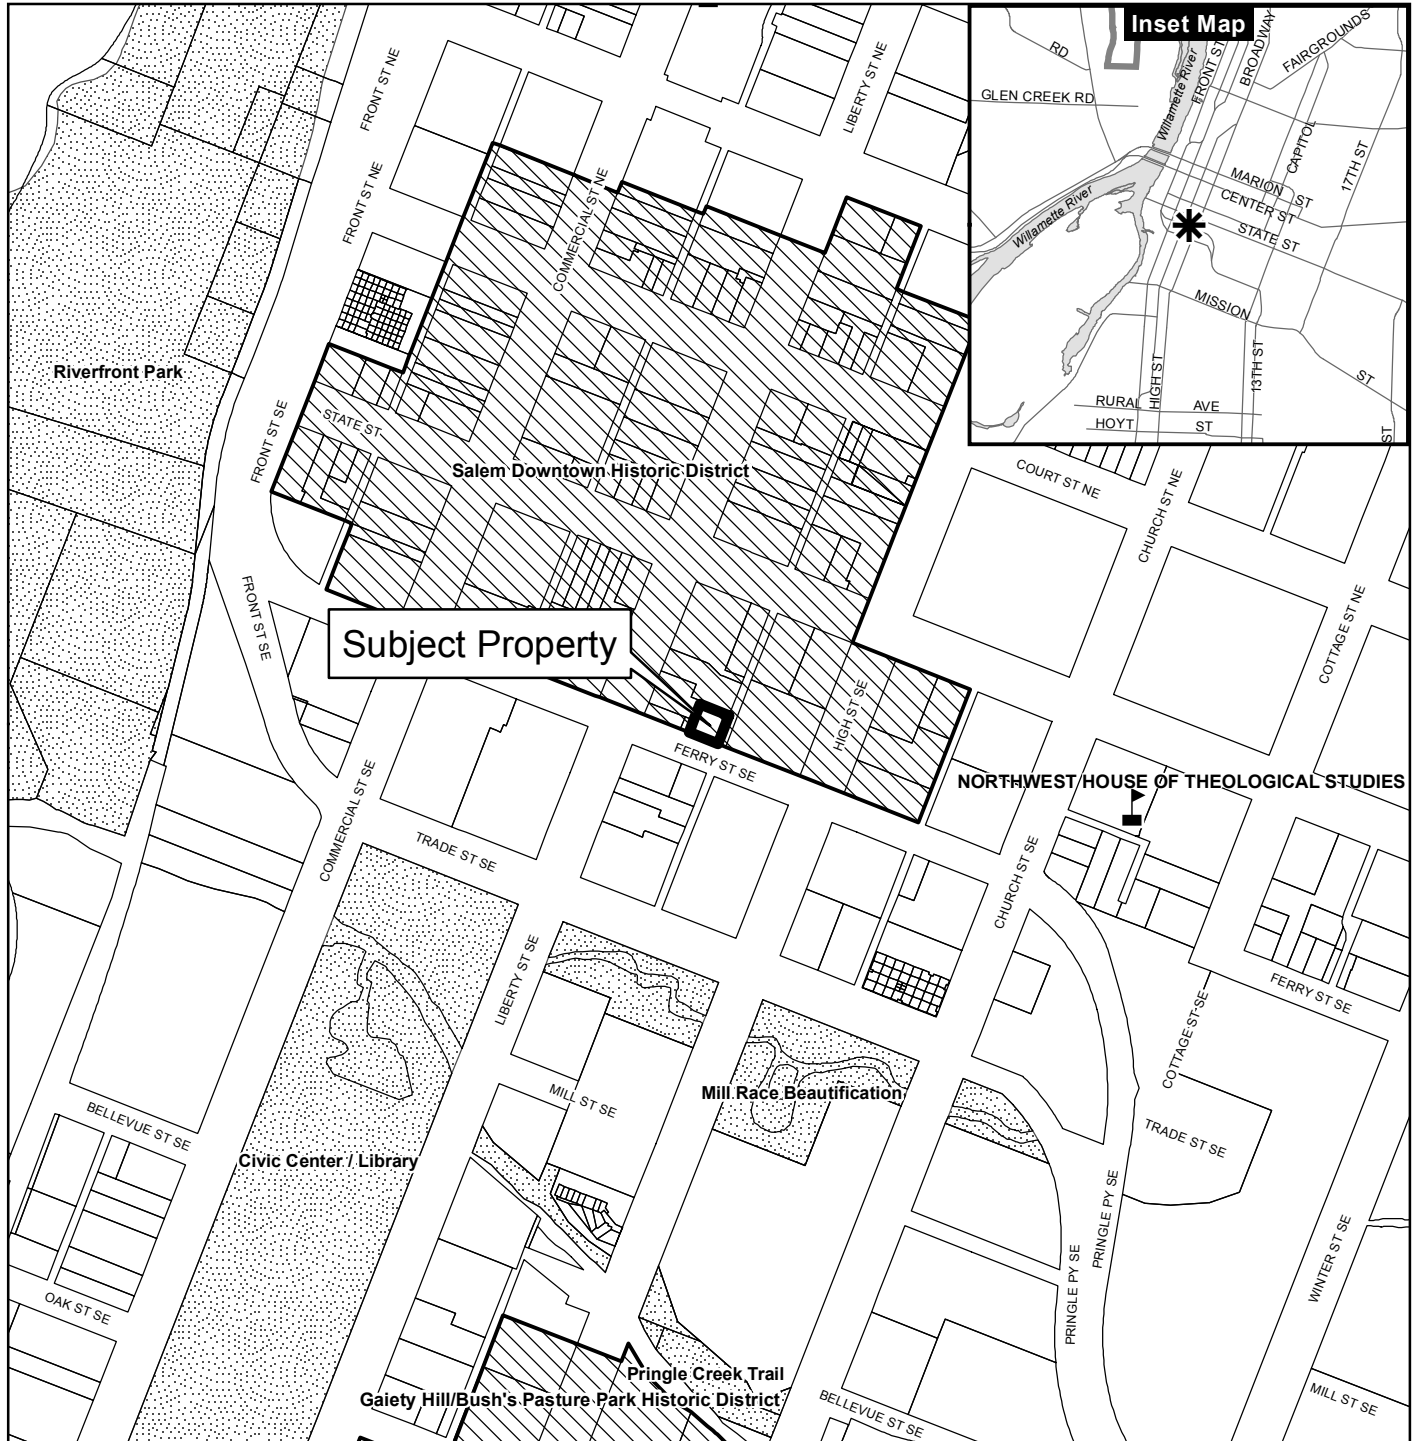 Inset Map
RD
GLEN CREEK RD
Willamette River
FRONT ST
BROADWAY
FAIRGROUNDS
CAPITOL
17TH ST
MARION ST
CENTER ST
STATE ST
Willamette River
MISSION
ST
HIGH ST
13TH ST
RURAL AVE
HOYT ST
ST
FRONT ST NE
LIBERTY ST NE
FRONT ST NE
COMMERCIAL ST NE
Riverfront Park
STATE ST
FRONT ST SE
Salem Downtown Historic District
COURT ST NE
CHURCH ST NE
FRONT ST SE
COTTAGE ST NE
Subject Property
HIGH ST SE
FERRY ST SE
NORTHWEST HOUSE OF THEOLOGICAL STUDIES
COMMERCIAL ST SE
TRADE ST SE
CHURCH ST SE
LIBERTY ST SE
FERRY ST SE
COTTAGE ST SE
MILL ST SE
Mill Race Beautification
BELLEVUE ST SE
TRADE ST SE
Civic Center / Library
PRINGLE PY SE
PRINGLE PY SE
WINTER ST SE
OAK ST SE
Pringle Creek Trail
Gaiety Hill/Bush's Pasture Park Historic District
BELLEVUE ST SE
MILL ST SE